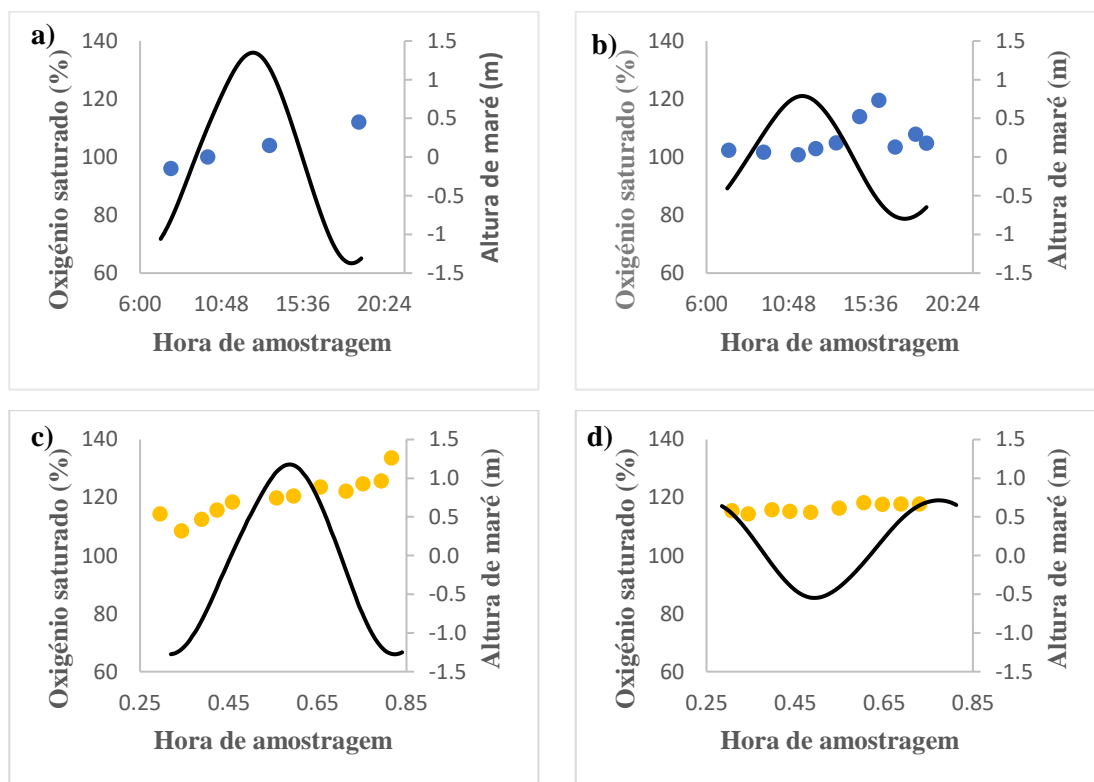 a)
Oxigénio saturado (%)
140
120
100
80
60
1.5
1
0.5
0
-0.5
-1
-1.5
Altura de maré (m)
6:00 10:48 15:36 20:24
Hora de amostragem
b)
Oxigénio saturado (%)
140
120
100
80
60
1.5
1
0.5
0
-0.5
-1
-1.5
Altura de maré (m)
6:00 10:48 15:36 20:24
Hora de amostragem
c)
Oxigénio saturado (%)
140
120
100
80
60
1.5
1.0
0.5
0.0
-0.5
-1.0
-1.5
Altura de maré (m)
0.25 0.45 0.65 0.85
Hora de amostragem
d)
Oxigénio saturado (%)
140
120
100
80
60
1.5
1.0
0.5
0.0
-0.5
-1.0
-1.5
Altura de maré (m)
0.25 0.45 0.65 0.85
Hora de amostragem